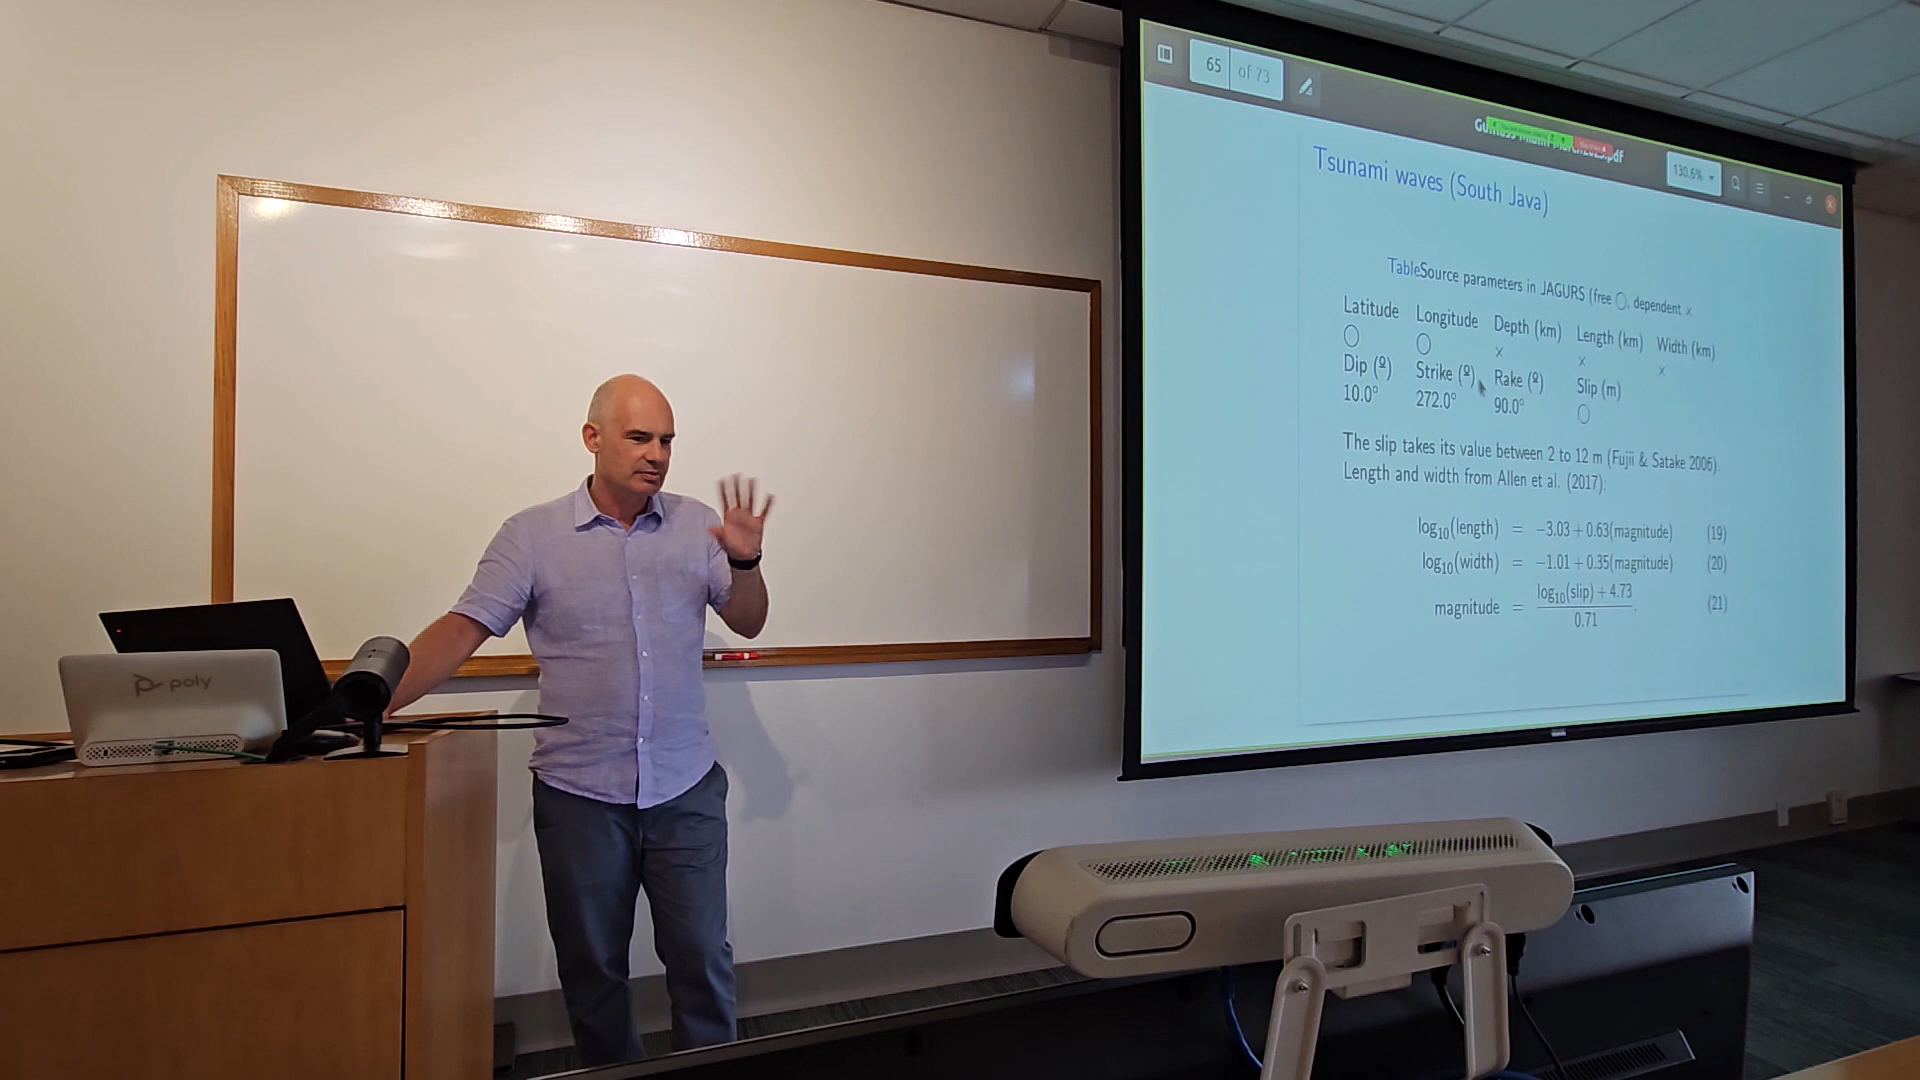 65 of 73
130.6%
Tsunami waves (South Java)
TableSource parameters in JAGURS (free ○, dependent ×
Latitude Longitude Depth (km) Length (km) Width (km)
○ ○ × × ×
Dip (º) Strike (º) Rake (º) Slip (m)
10.0° 272.0° 90.0° ○
The slip takes its value between 2 to 12 m (Fujii & Satake 2006).
Length and width from Allen et al. (2017):
log₁₀(length) = −3.03 + 0.63(magnitude) (19)
log₁₀(width) = −1.01 + 0.35(magnitude) (20)
magnitude = log₁₀(slip) + 4.73 / 0.71 . (21)
poly